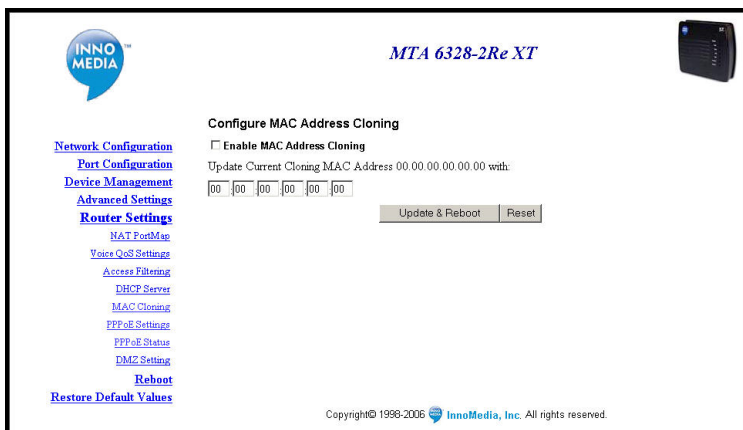 INNO
MEDIA
™
MTA 6328-2Re XT
Configure MAC Address Cloning
Enable MAC Address Cloning
Update Current Cloning MAC Address 00.00.00.00.00.00 with:
00 :00 :00 :00 :00 :00
Update & Reboot
Reset
Network Configuration
Port Configuration
Device Management
Advanced Settings
Router Settings
NAT PortMap
Voice QoS Settings
Access Filtering
DHCP Server
MAC Cloning
PPPoE Settings
PPPoE Status
DMZ Setting
Reboot
Restore Default Values
Copyright© 1998-2006 InnoMedia, Inc. All rights reserved.